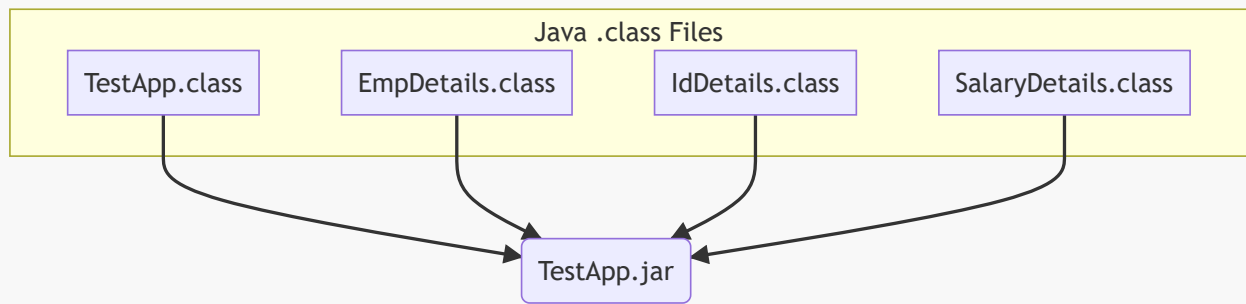 Java .class Files
TestApp.class
EmpDetails.class
IdDetails.class
SalaryDetails.class
TestApp.jar